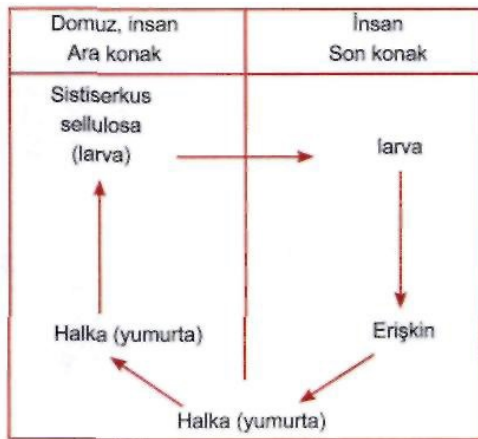 Domuz, insan
Ara konak
İnsan
Son konak
Sistiserkus
sellulosa
(larva)
larva
Halka (yumurta)
Erişkin
Halka (yumurta)